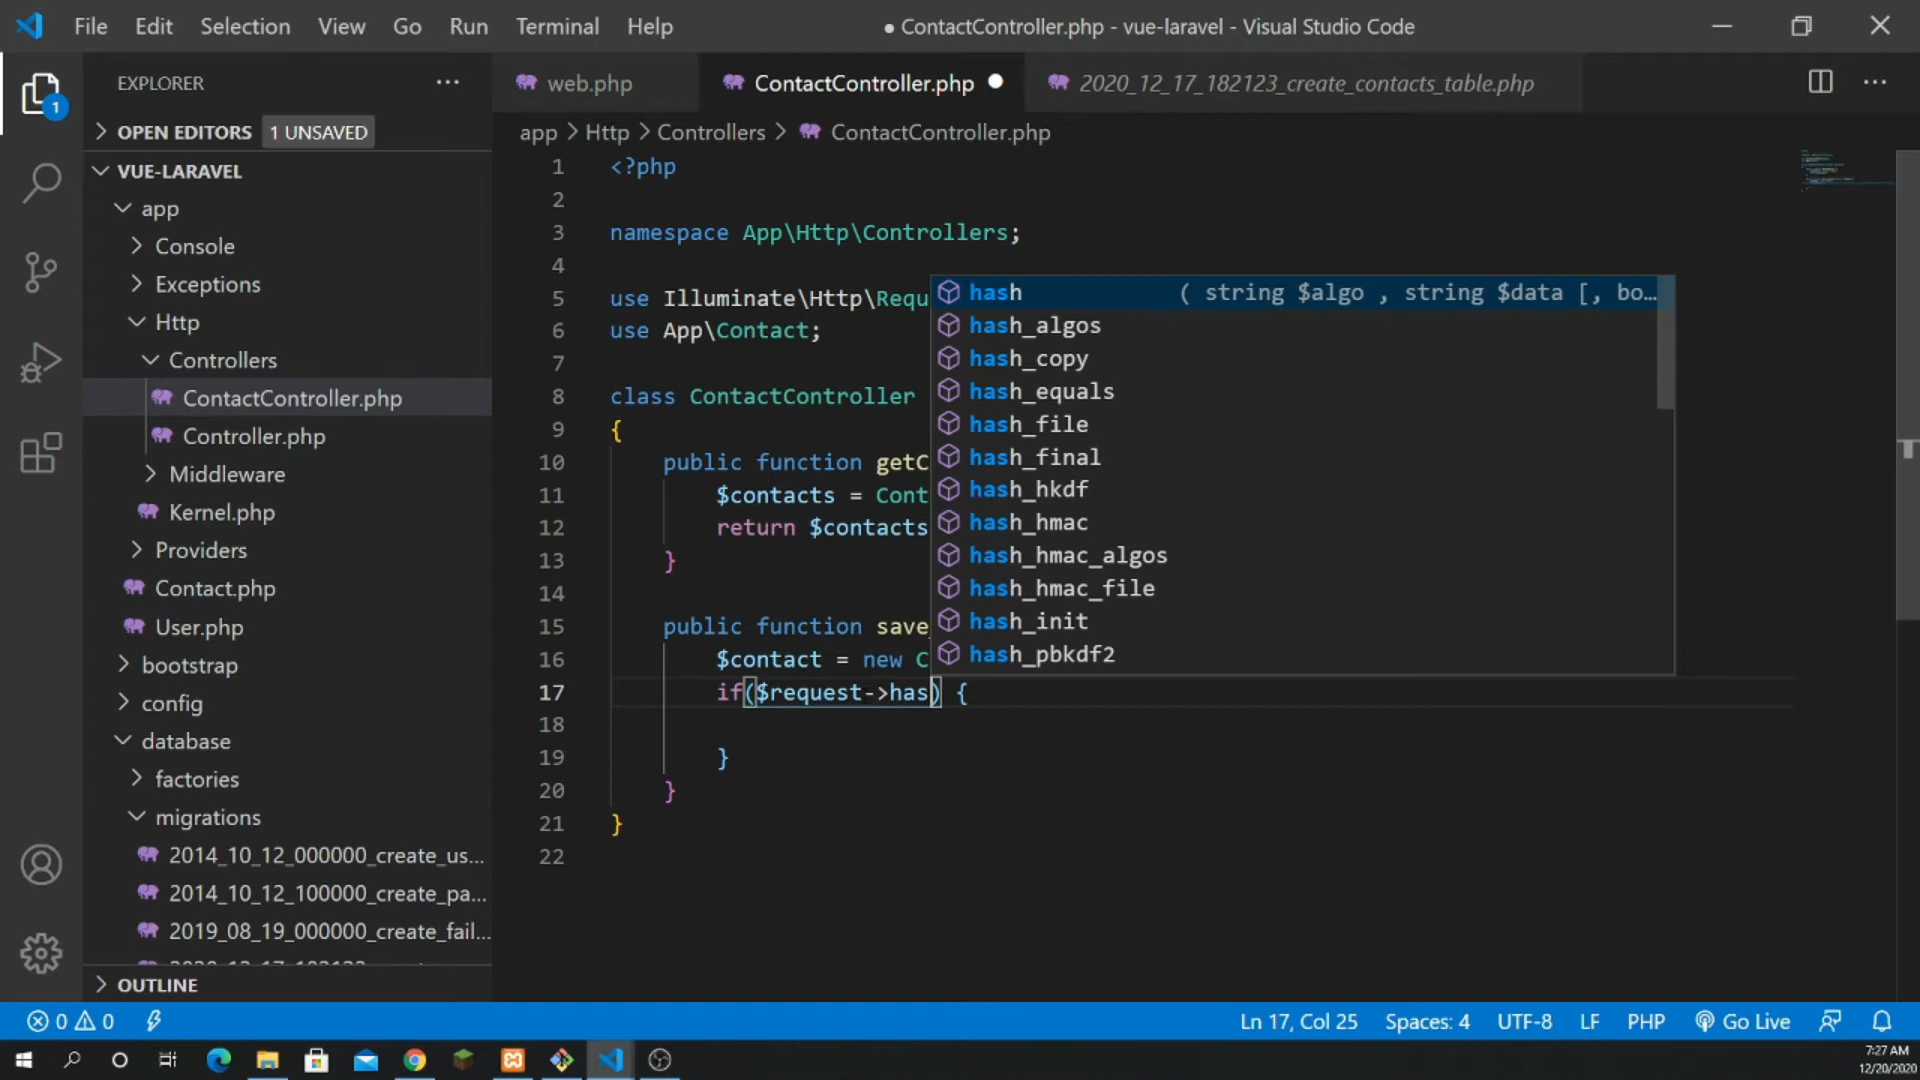 File Edit Selection View Go Run Terminal Help
● ContactController.php - vue-laravel - Visual Studio Code
EXPLORER
web.php
ContactController.php
2020_12_17_182123_create_contacts_table.php
1
OPEN EDITORS 1 UNSAVED
app > Http > Controllers > ContactController.php
VUE-LARAVEL
app
Console
Exceptions
Http
Controllers
ContactController.php
Controller.php
Middleware
Kernel.php
Providers
Contact.php
User.php
bootstrap
config
database
factories
migrations
2014_10_12_000000_create_us...
2014_10_12_100000_create_pa...
2019_08_19_000000_create_fail...
OUTLINE
1 <?php
2
3 namespace App\Http\Controllers;
4
5 use Illuminate\Http\Requ
6 use App\Contact;
7
8 class ContactController
9 {
10 public function getC
11 $contacts = Cont
12 return $contacts
13 }
14
15 public function save
16 $contact = new C
17 if($request->has) {
18
19 }
20 }
21 }
22
hash ( string $algo , string $data [, bo…
hash_algos
hash_copy
hash_equals
hash_file
hash_final
hash_hkdf
hash_hmac
hash_hmac_algos
hash_hmac_file
hash_init
hash_pbkdf2
0 0
Ln 17, Col 25 Spaces: 4 UTF-8 LF PHP Go Live
7:27 AM
12/20/2020